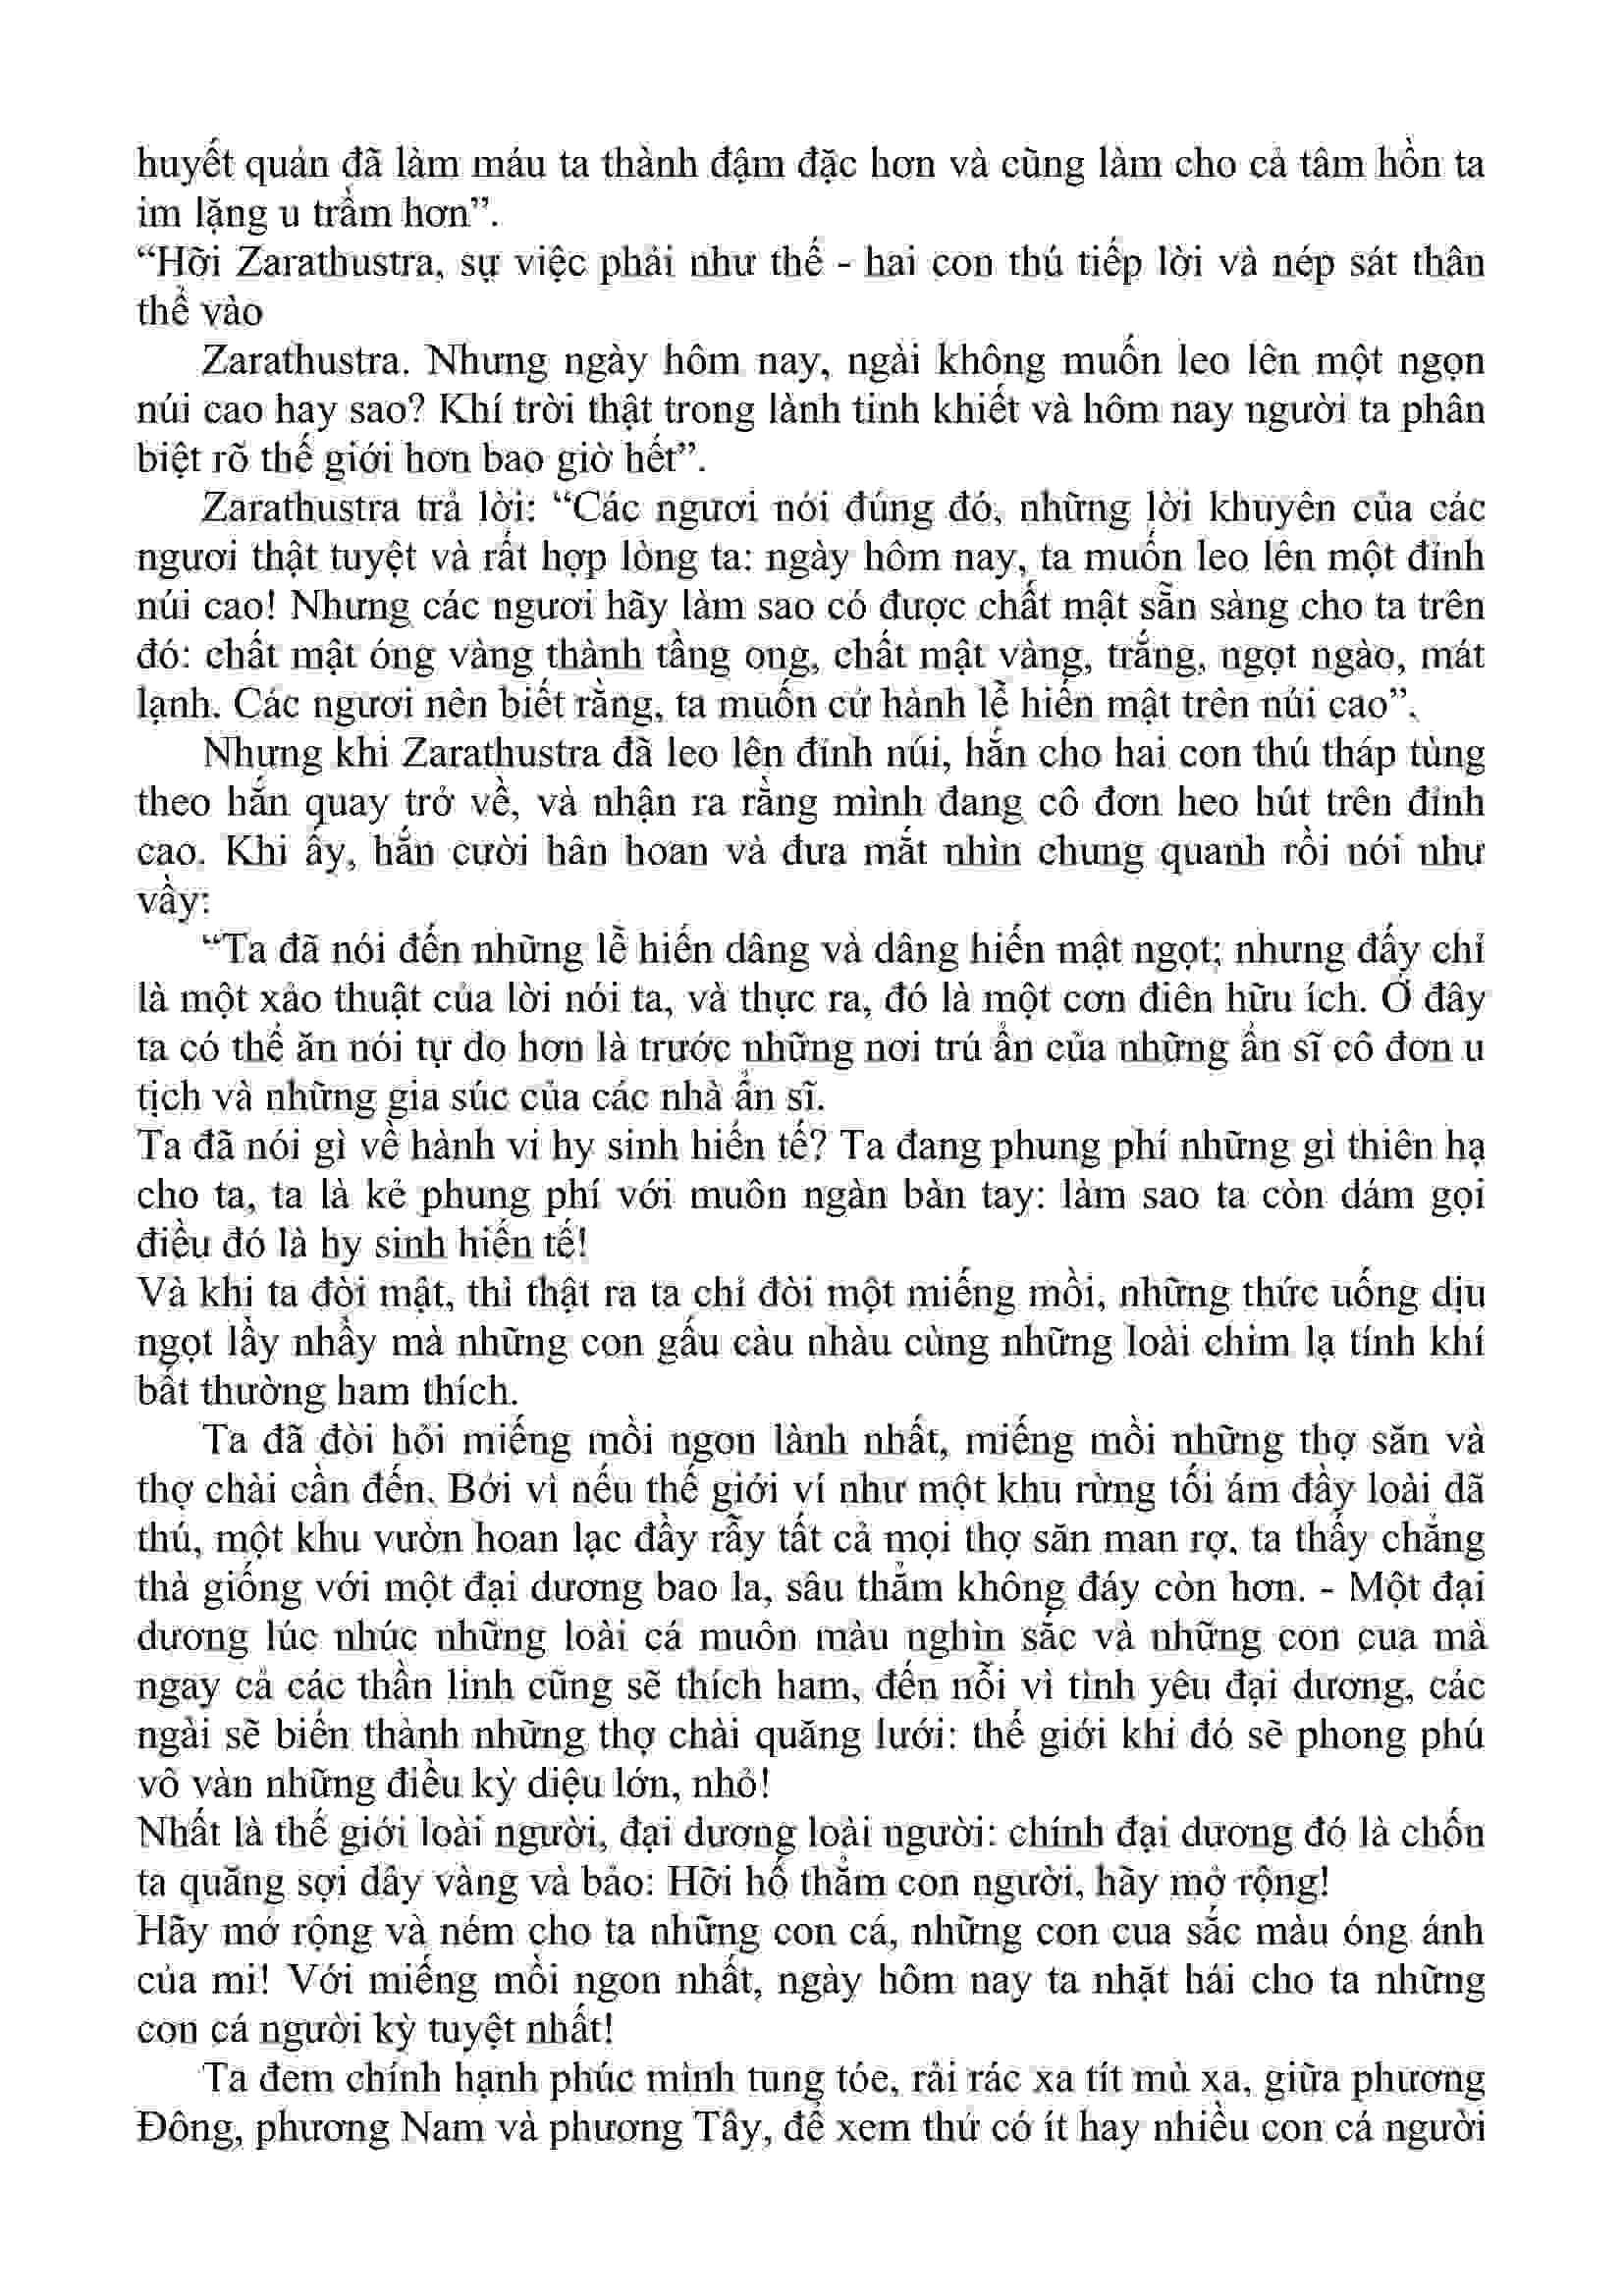 huyết quản đã làm máu ta thành đậm đặc hơn và cũng làm cho cả tâm hồn ta
im lặng u trầm hơn”.
“Hỡi Zarathustra, sự việc phải như thế - hai con thú tiếp lời và nép sát thân
thể vào
Zarathustra. Nhưng ngày hôm nay, ngài không muốn leo lên một ngọn
núi cao hay sao? Khí trời thật trong lành tinh khiết và hôm nay người ta phân
biệt rõ thế giới hơn bao giờ hết”.
Zarathustra trả lời: “Các ngươi nói đúng đó, những lời khuyên của các
ngươi thật tuyệt và rất hợp lòng ta: ngày hôm nay, ta muốn leo lên một đỉnh
núi cao! Nhưng các ngươi hãy làm sao có được chất mật sẵn sàng cho ta trên
đó: chất mật óng vàng thành tầng ong, chất mật vàng, trắng, ngọt ngào, mát
lạnh. Các ngươi nên biết rằng, ta muốn cử hành lễ hiến mật trên núi cao”.
Nhưng khi Zarathustra đã leo lên đỉnh núi, hắn cho hai con thú tháp tùng
theo hắn quay trở về, và nhận ra rằng mình đang cô đơn heo hút trên đỉnh
cao. Khi ấy, hắn cười hân hoan và đưa mắt nhìn chung quanh rồi nói như
vầy:
“Ta đã nói đến những lễ hiến dâng và dâng hiến mật ngọt; nhưng đấy chỉ
là một xảo thuật của lời nói ta, và thực ra, đó là một cơn điên hữu ích. Ở đây
ta có thể ăn nói tự do hơn là trước những nơi trú ẩn của những ẩn sĩ cô đơn u
tịch và những gia súc của các nhà ẩn sĩ.
Ta đã nói gì về hành vi hy sinh hiến tế? Ta đang phung phí những gì thiên hạ
cho ta, ta là kẻ phung phí với muôn ngàn bàn tay: làm sao ta còn dám gọi
điều đó là hy sinh hiến tế!
Và khi ta đòi mật, thì thật ra ta chỉ đòi một miếng mồi, những thức uống dịu
ngọt lầy nhầy mà những con gấu càu nhàu cùng những loài chim lạ tính khí
bất thường ham thích.
Ta đã đòi hỏi miếng mồi ngon lành nhất, miếng mồi những thợ săn và
thợ chài cần đến. Bởi vì nếu thế giới ví như một khu rừng tối ám đầy loài dã
thú, một khu vườn hoan lạc đầy rẫy tất cả mọi thợ săn man rợ, ta thấy chẳng
thà giống với một đại dương bao la, sâu thẳm không đáy còn hơn. - Một đại
dương lúc nhúc những loài cá muôn màu nghìn sắc và những con cua mà
ngay cả các thần linh cũng sẽ thích ham, đến nỗi vì tình yêu đại dương, các
ngài sẽ biến thành những thợ chài quăng lưới: thế giới khi đó sẽ phong phú
vô vàn những điều kỳ diệu lớn, nhỏ!
Nhất là thế giới loài người, đại dương loài người: chính đại dương đó là chốn
ta quăng sợi dây vàng và bảo: Hỡi hố thẳm con người, hãy mở rộng!
Hãy mở rộng và ném cho ta những con cá, những con cua sắc màu óng ánh
của mi! Với miếng mồi ngon nhất, ngày hôm nay ta nhặt hái cho ta những
con cá người kỳ tuyệt nhất!
Ta đem chính hạnh phúc mình tung tóe, rải rác xa tít mù xa, giữa phương
Đông, phương Nam và phương Tây, để xem thử có ít hay nhiều con cá người